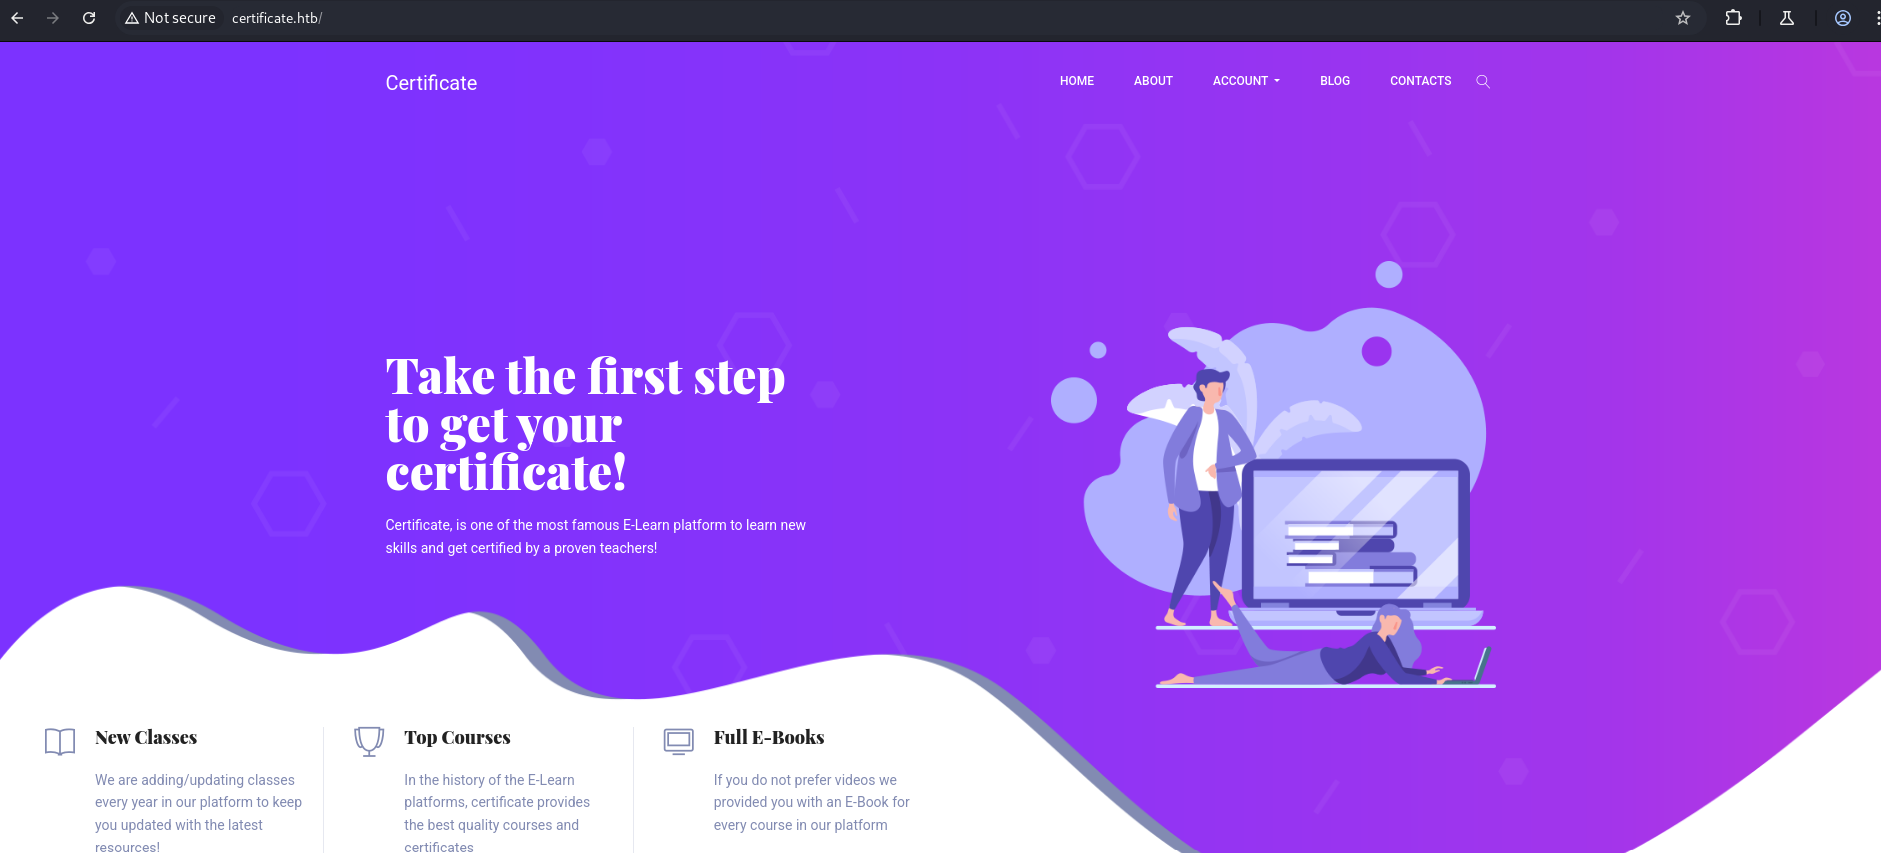 Not secure certificate.htb/
Certificate
HOME ABOUT ACCOUNT BLOG CONTACTS
Take the first step
to get your
certificate!
Certificate, is one of the most famous E-Learn platform to learn new
skills and get certified by a proven teachers!
New Classes
We are adding/updating classes
every year in our platform to keep
you updated with the latest
resources!
Top Courses
In the history of the E-Learn
platforms, certificate provides
the best quality courses and
certificates
Full E-Books
If you do not prefer videos we
provided you with an E-Book for
every course in our platform